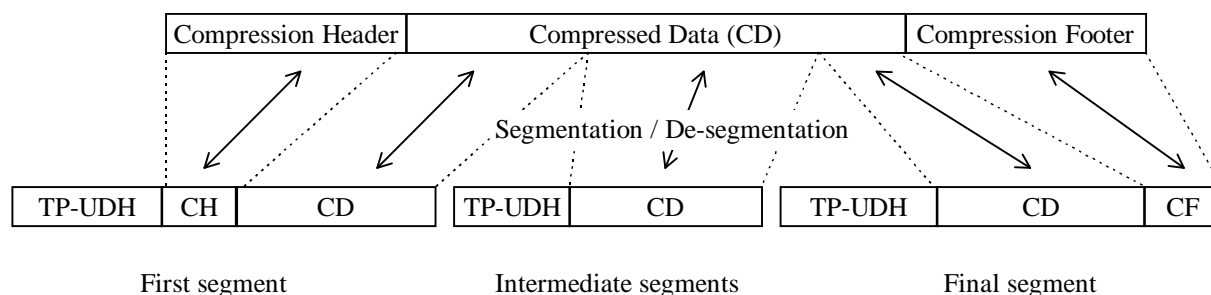 Compression Header Compressed Data (CD) Compression Footer
Segmentation / De-segmentation
TP-UDH CH CD TP-UDH CD TP-UDH CD CF
First segment Intermediate segments Final segment